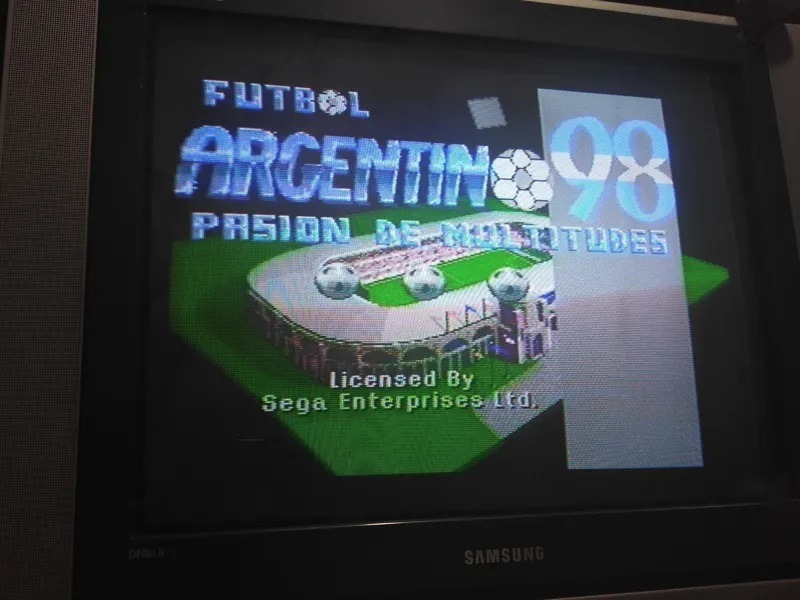 FUTBOL
ARGENTINO 98
PASION DE MULTITUDES
Licensed By
Sega Enterprises Ltd.
SAMSUNG